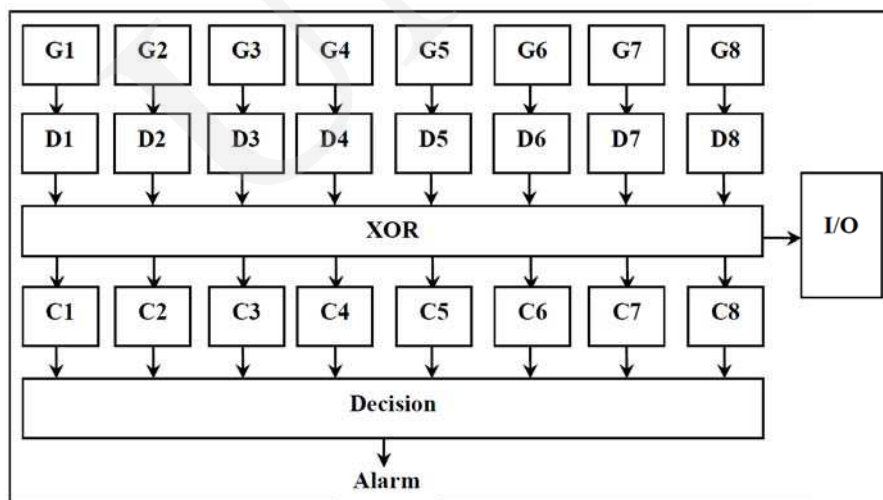 G1 G2 G3 G4 G5 G6 G7 G8
D1 D2 D3 D4 D5 D6 D7 D8
XOR
I/O
C1 C2 C3 C4 C5 C6 C7 C8
Decision
Alarm